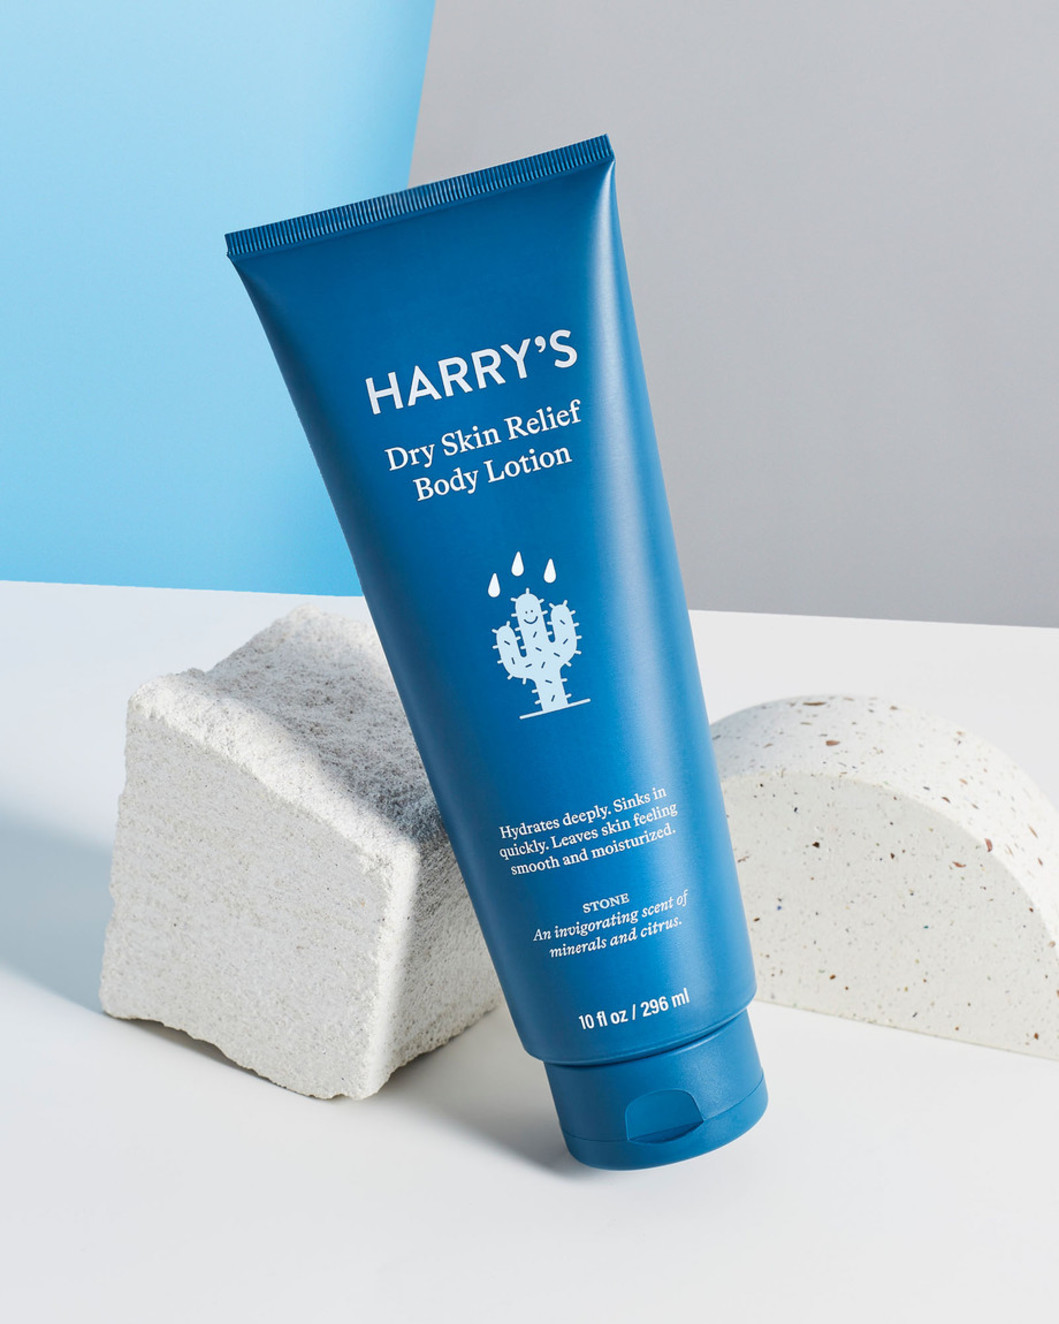 HARRY'S
Dry Skin Relief
Body Lotion
Hydrates deeply. Sinks in
quickly. Leaves skin feeling
smooth and moisturized.
STONE
An invigorating scent of
minerals and citrus.
10 fl oz / 296 ml